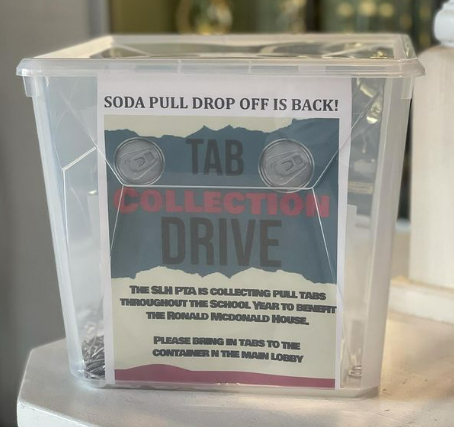 SODA PULL DROP OFF IS BACK!
TAB
COLLECTION
DRIVE
THE SLH PTA IS COLLECTING PULL TABS
THROUGHOUT THE SCHOOL YEAR TO BENEFIT
THE RONALD MCDONALD HOUSE.
PLEASE BRING IN TABS TO THE
CONTAINER N THE MAIN LOBBY